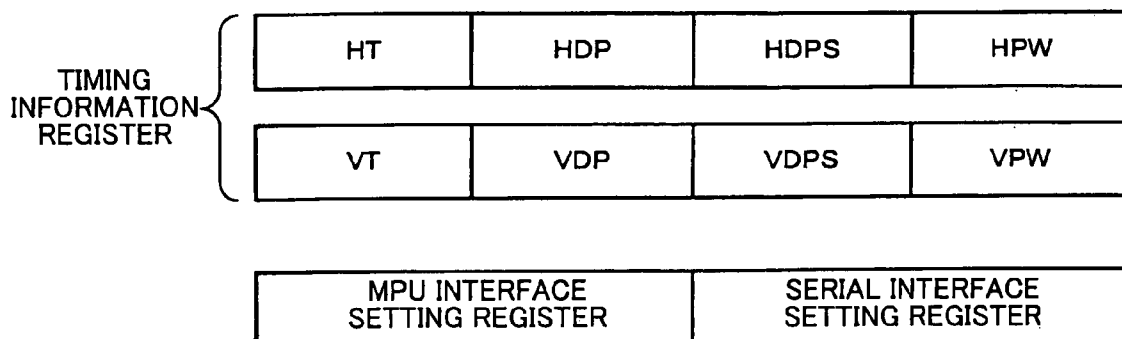 TIMING
INFORMATION
REGISTER
HT HDP HDPS HPW
VT VDP VDPS VPW
MPU INTERFACE
SETTING REGISTER
SERIAL INTERFACE
SETTING REGISTER